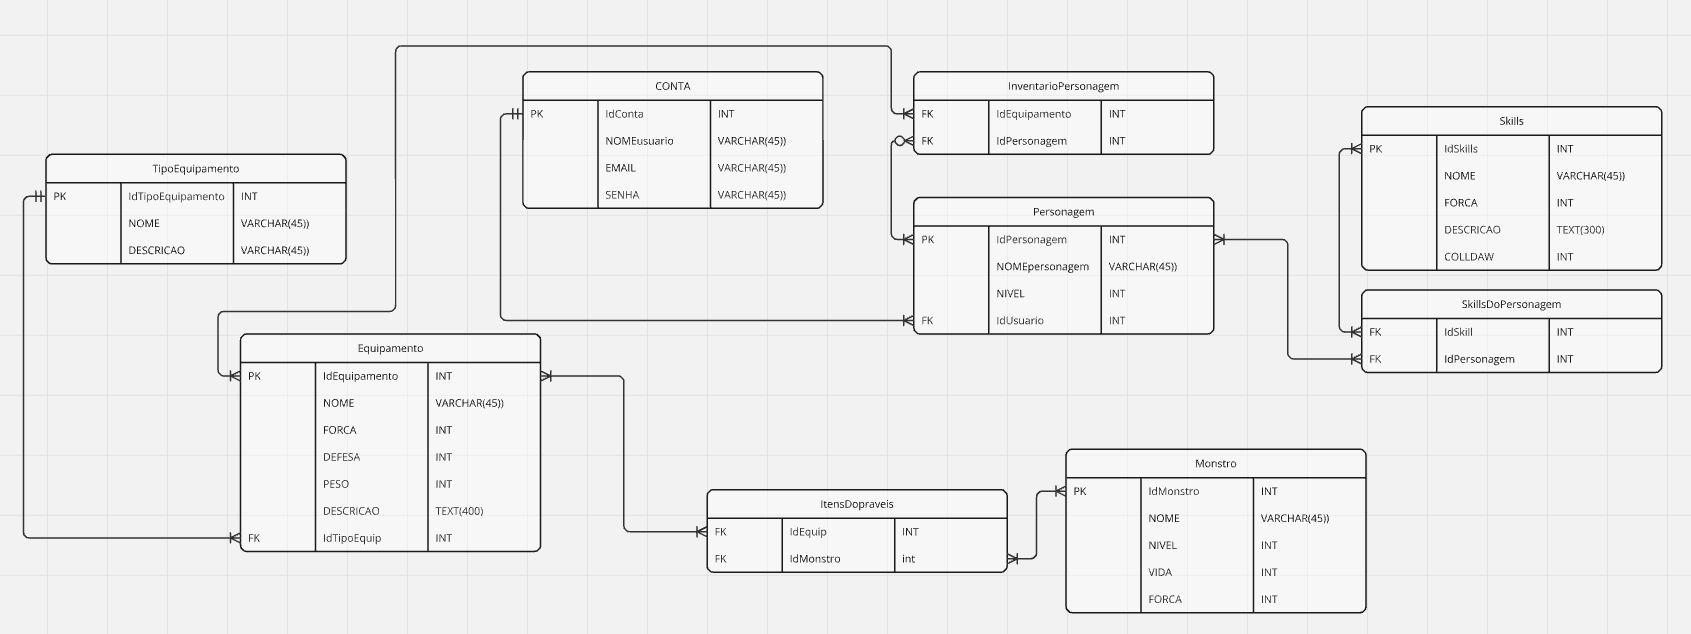 TipoEquipamento
PK IdTipoEquipamento INT
NOME VARCHAR(45))
DESCRICAO VARCHAR(45))
CONTA
PK IdConta INT
NOMEusuario VARCHAR(45))
EMAIL VARCHAR(45))
SENHA VARCHAR(45))
InventarioPersonagem
FK IdEquipamento INT
FK IdPersonagem INT
Personagem
PK IdPersonagem INT
NOMEpersonagem VARCHAR(45))
NIVEL INT
FK IdUsuario INT
Skills
PK IdSkills INT
NOME VARCHAR(45))
FORCA INT
DESCRICAO TEXT(300)
COLLDAW INT
SkillsDoPersonagem
FK IdSkill INT
FK IdPersonagem INT
Equipamento
PK IdEquipamento INT
NOME VARCHAR(45))
FORCA INT
DEFESA INT
PESO INT
DESCRICAO TEXT(400)
FK IdTipoEquip INT
ItensDopraveis
FK IdEquip INT
FK IdMonstro int
Monstro
PK IdMonstro INT
NOME VARCHAR(45))
NIVEL INT
VIDA INT
FORCA INT